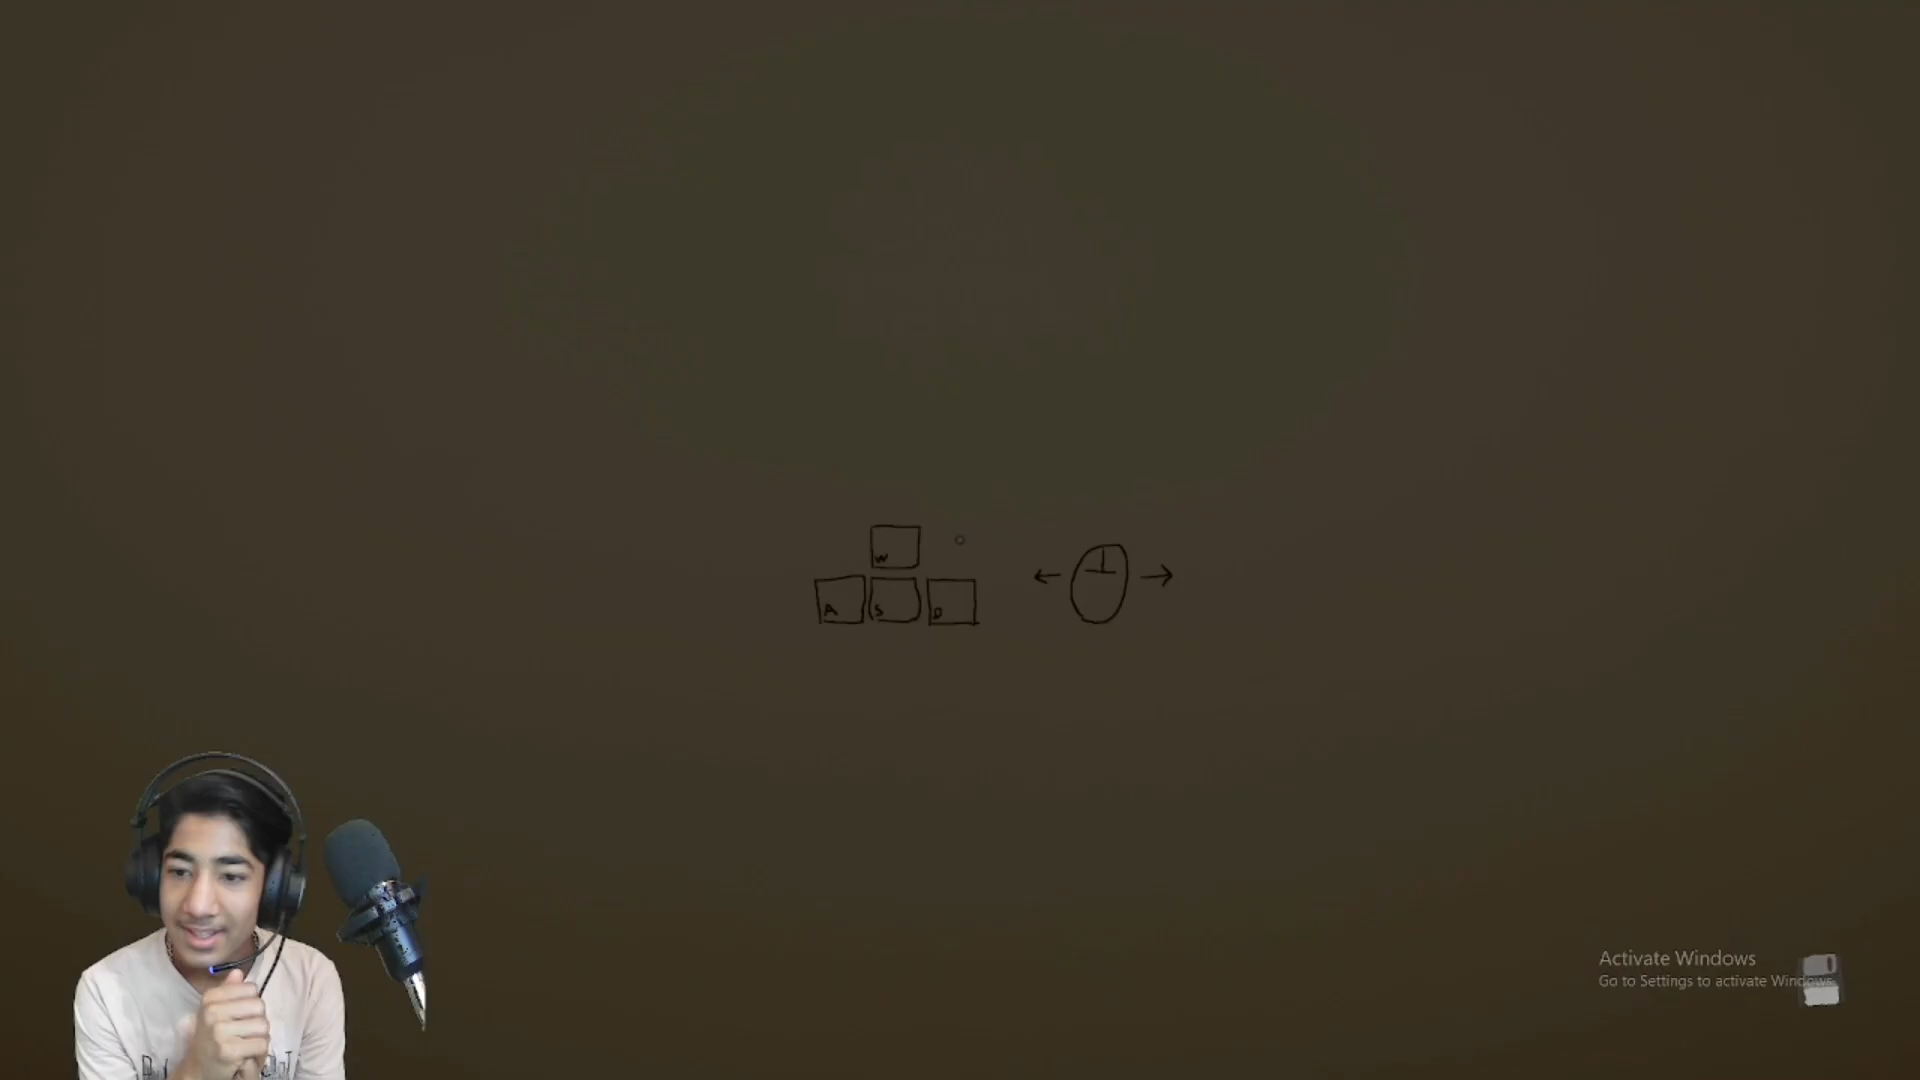 W
A S D
Activate Windows
Go to Settings to activate Windows.